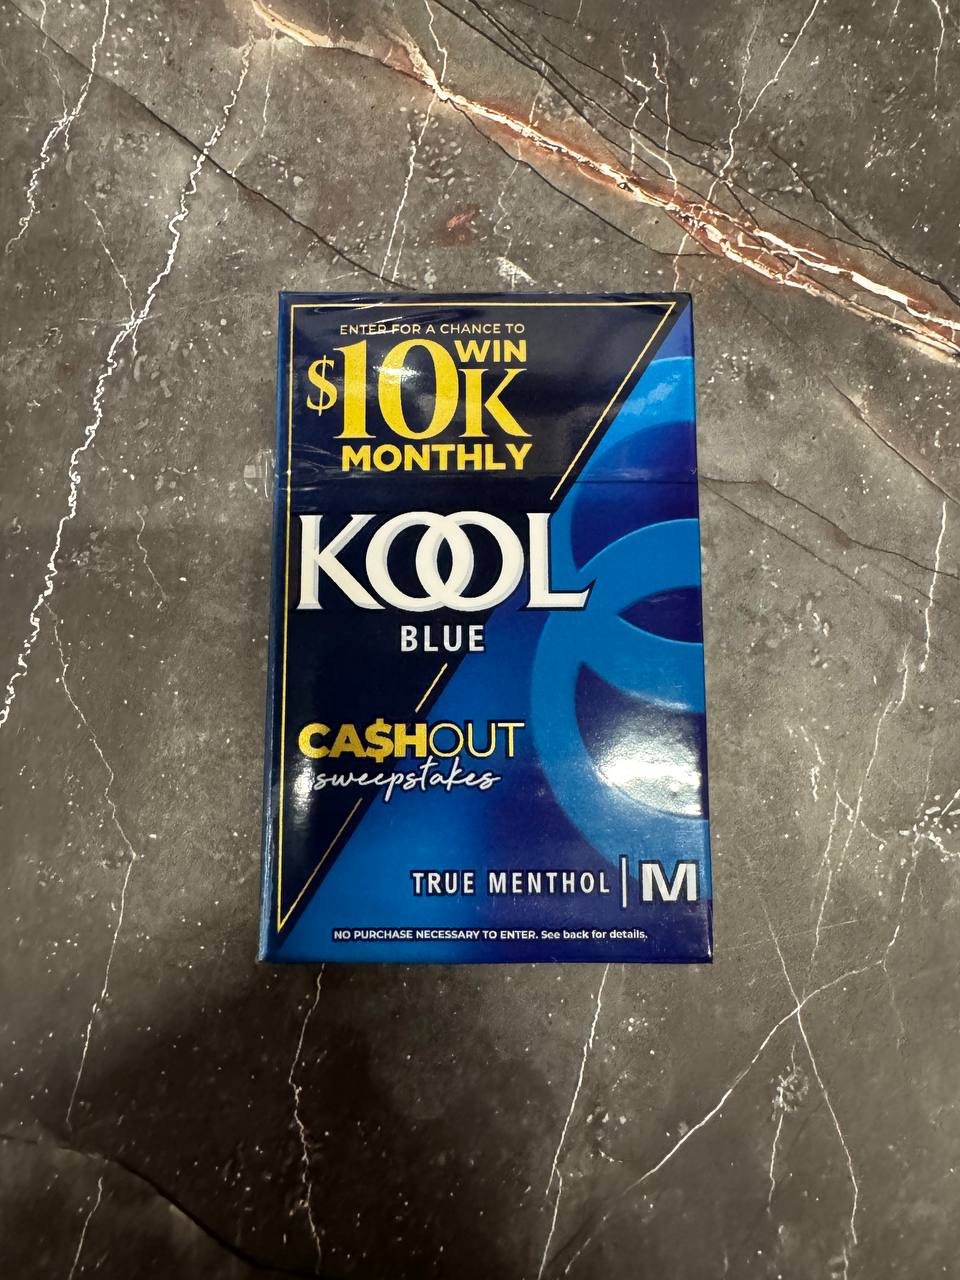 ENTER FOR A CHANCE TO
WIN
$10K
MONTHLY
KOOL
BLUE
CA$HOUT
sweepstakes
TRUE MENTHOL | M
NO PURCHASE NECESSARY TO ENTER. See back for details.